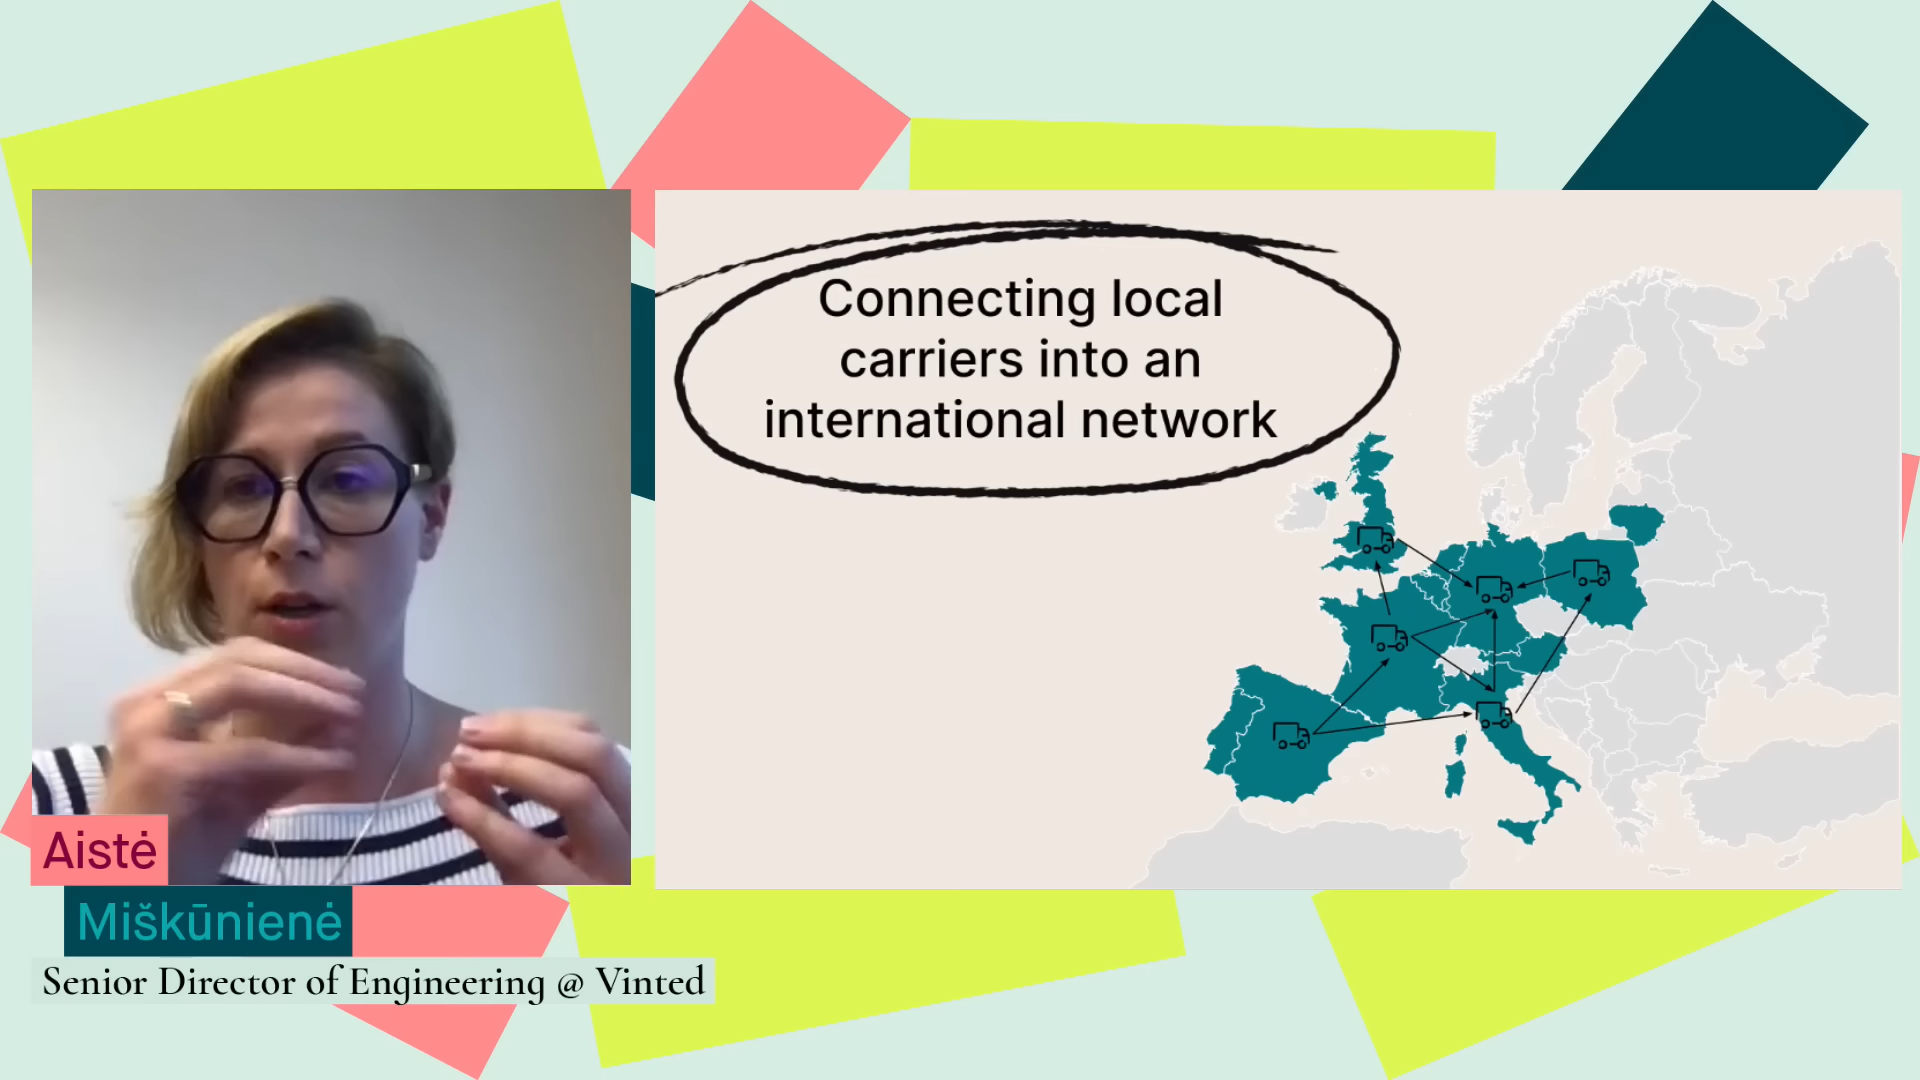 Connecting local
carriers into an
international network
Aistė
Miškūnienė
Senior Director of Engineering @ Vinted